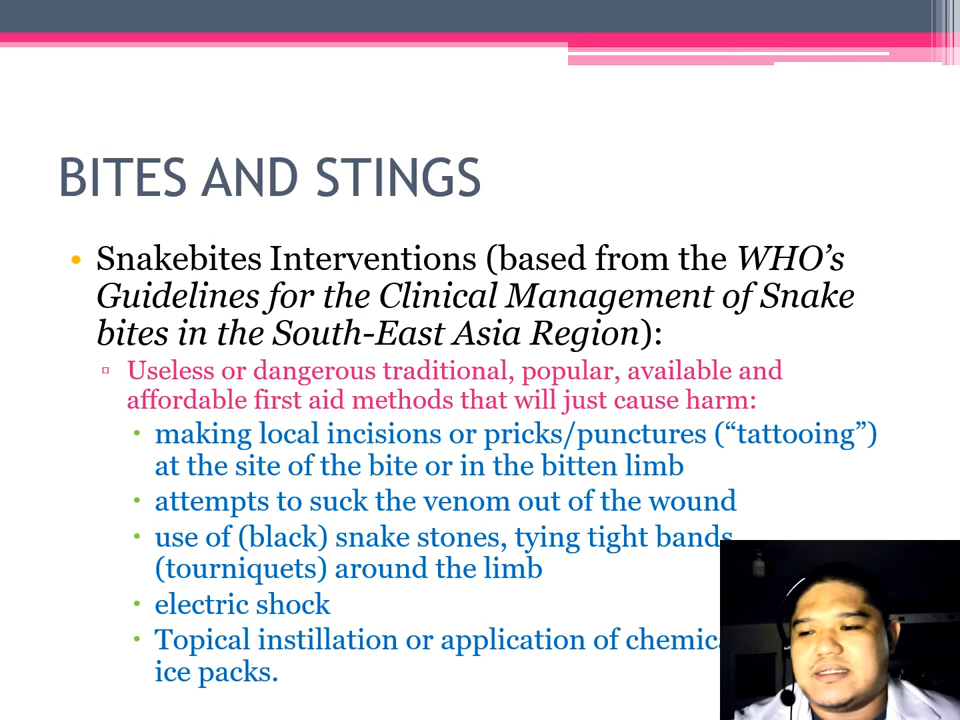 BITES AND STINGS
• Snakebites Interventions (based from the WHO’s
Guidelines for the Clinical Management of Snake
bites in the South-East Asia Region):
▫ Useless or dangerous traditional, popular, available and
affordable first aid methods that will just cause harm:
▪ making local incisions or pricks/punctures (“tattooing”)
at the site of the bite or in the bitten limb
▪ attempts to suck the venom out of the wound
▪ use of (black) snake stones, tying tight bands
(tourniquets) around the limb
▪ electric shock
▪ Topical instillation or application of
ice packs.